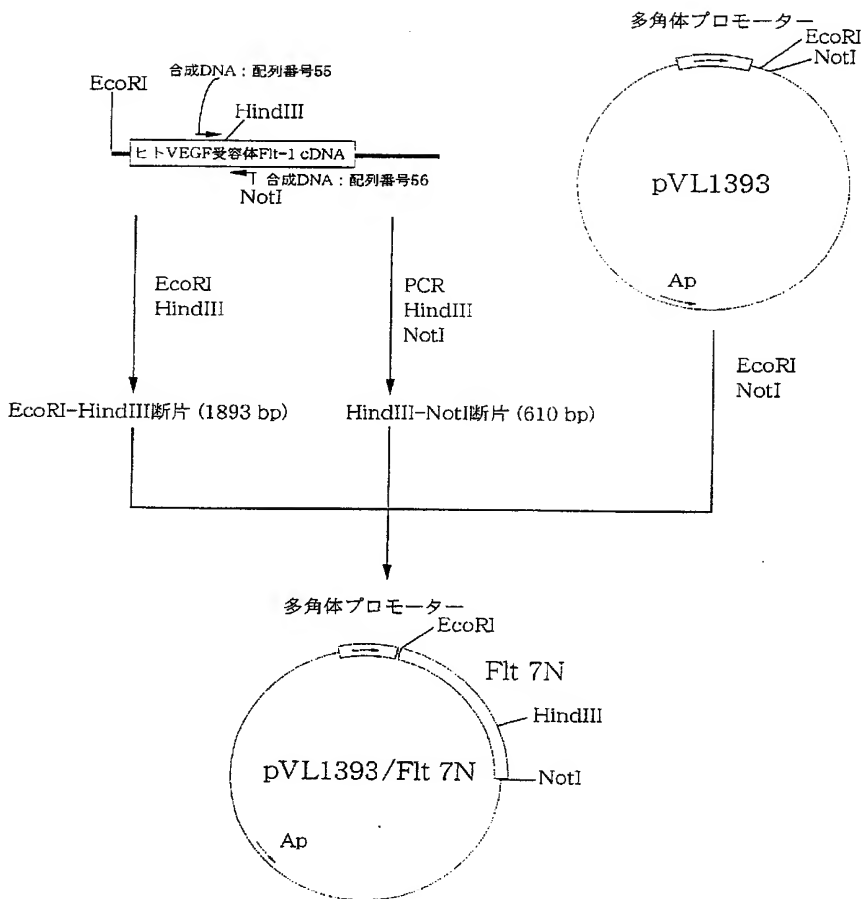 多角体プロモーター
EcoRI
NotI
pVL1393
Ap
EcoRI
NotI
合成DNA：配列番号55
EcoRI
HindIII
ヒトVEGF受容体Flt-1 cDNA
合成DNA：配列番号56
NotI
EcoRI
HindIII
PCR
HindIII
NotI
EcoRI-HindIII断片 (1893 bp)
HindIII-NotI断片 (610 bp)
多角体プロモーター
EcoRI
Flt 7N
HindIII
pVL1393/Flt 7N
NotI
Ap